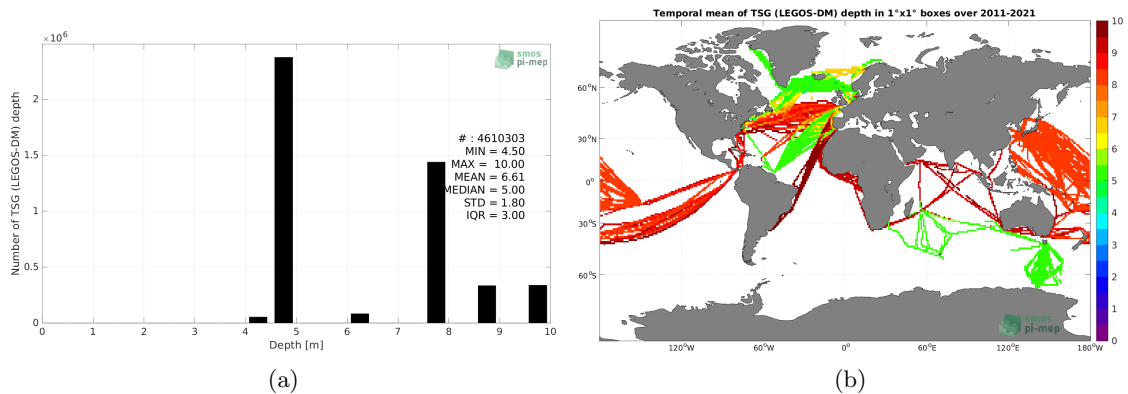 ×10⁶
smos
pi-mep
2
1.5
1
0.5
0
Number of TSG (LEGOS-DM) depth
# : 4610303
MIN = 4.50
MAX = 10.00
MEAN = 6.61
MEDIAN = 5.00
STD = 1.80
IQR = 3.00
0 1 2 3 4 5 6 7 8 9 10
Depth [m]
(a)
Temporal mean of TSG (LEGOS-DM) depth in 1°x1° boxes over 2011-2021
60°N
30°N
0°
30°S
60°S
120°W 60°W 0° 60°E 120°E 180°W
smos
pi-mep
10
9
8
7
6
5
4
3
2
1
0
(b)